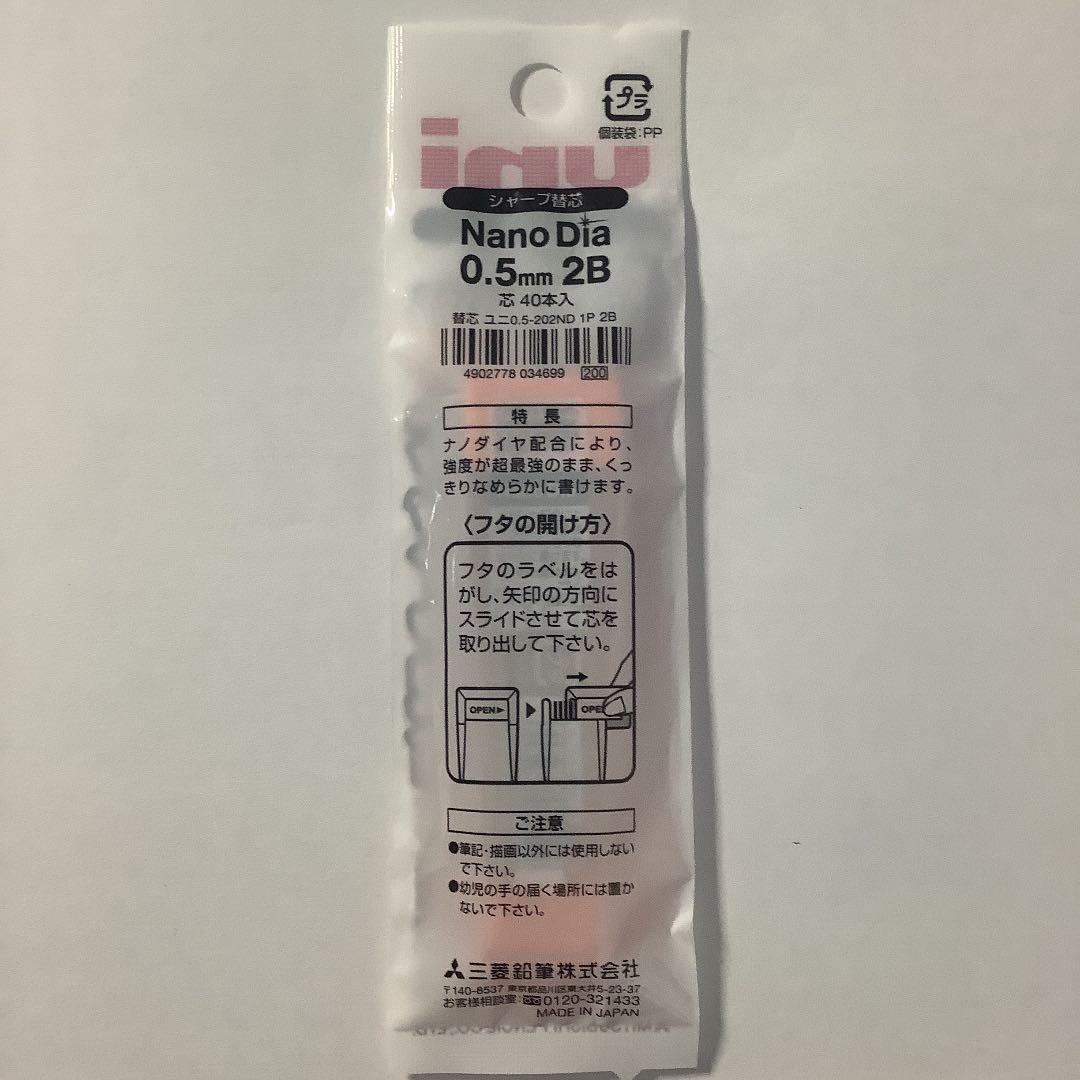 プラ
個装袋:PP
uni
シャープ替芯
Nano Dia
0.5mm 2B
芯 40本入
替芯 ユニ0.5-202ND 1P 2B
4902778 034699 200
特長
ナノダイヤ配合により、
強度が超最強のまま、くっ
きりなめらかに書けます。
〈フタの開け方〉
フタのラベルをは
がし、矢印の方向に
スライドさせて芯を
取り出して下さい。
OPEN OPE
ご注意
●筆記・描画以外には使用しない
で下さい。
●幼児の手の届く場所には置か
ないで下さい。
三菱鉛筆株式会社
〒140-8537 東京都品川区東大井5-23-37
お客様相談室:0120-321433
MADE IN JAPAN